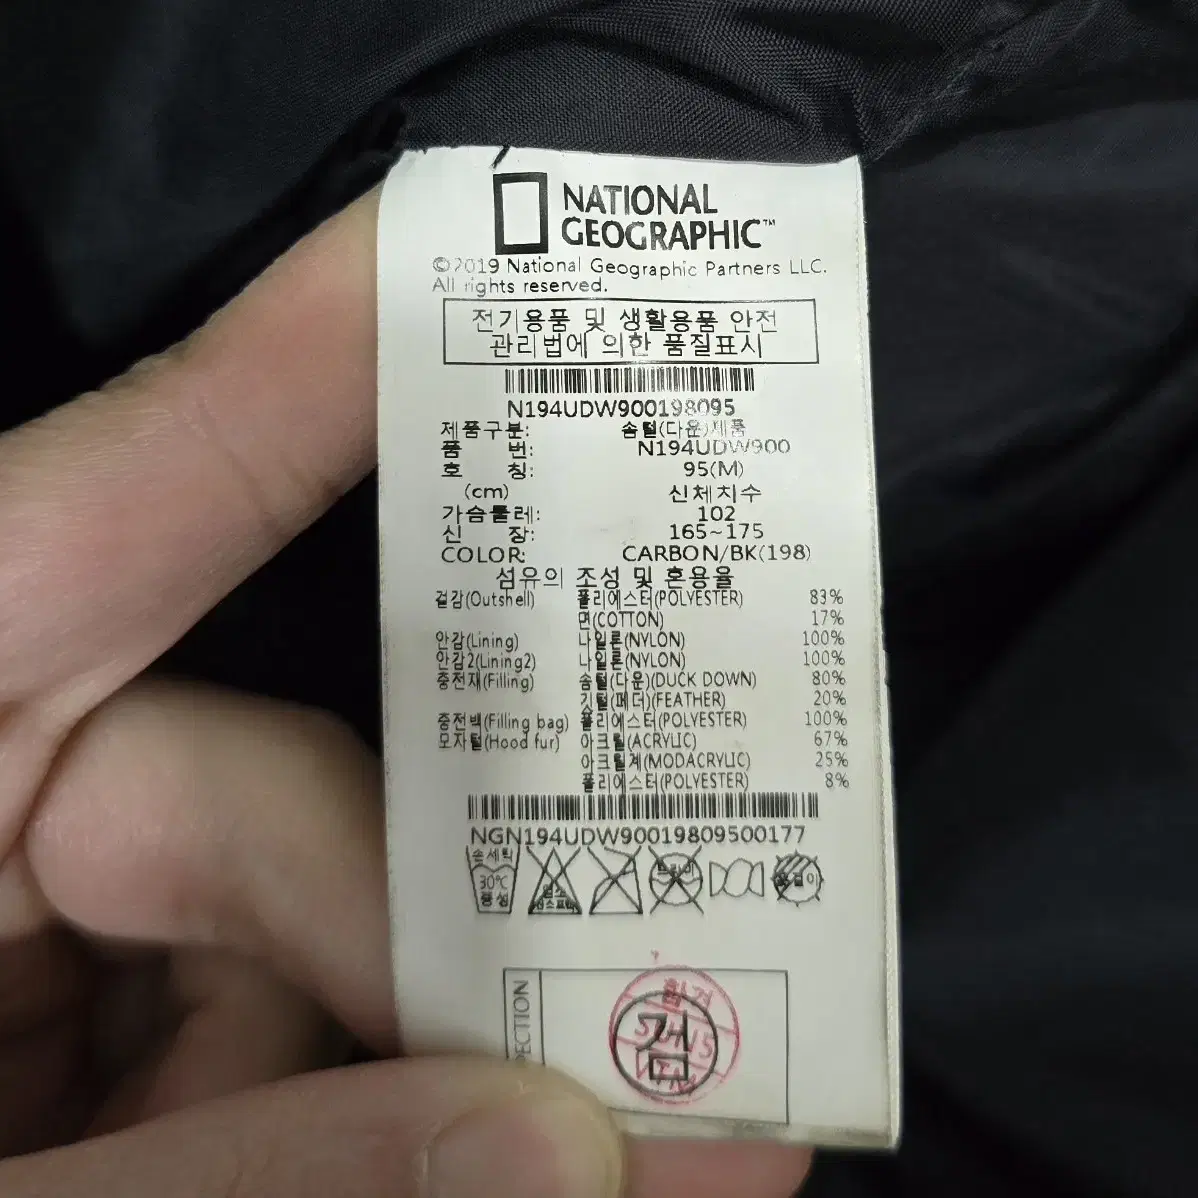 NATIONAL
GEOGRAPHIC™
©2019 National Geographic Partners LLC.
All rights reserved.
전기용품 및 생활용품 안전
관리법에 의한 품질표시
N194UDW900198095
제품구분: 솜털(다운)제품
품 번: N194UDW900
호 칭: 95(M)
(cm) 신체치수
가슴둘레: 102
신 장: 165~175
COLOR: CARBON/BK(198)
섬유의 조성 및 혼용율
겉감(Outshell) 폴리에스터(POLYESTER) 83%
면(COTTON) 17%
안감(Lining) 나일론(NYLON) 100%
안감2(Lining2) 나일론(NYLON) 100%
충전재(Filling) 솜털(다운)(DUCK DOWN) 80%
깃털(페더)(FEATHER) 20%
충전백(Filling bag) 폴리에스터(POLYESTER) 100%
모자털(Hood fur) 아크릴(ACRYLIC) 67%
아크릴계(MODACRYLIC) 25%
폴리에스터(POLYESTER) 8%
NGN194UDW90019809500177
손세탁
30℃
중성
드라이
옷걸이
PECTION
합격
검